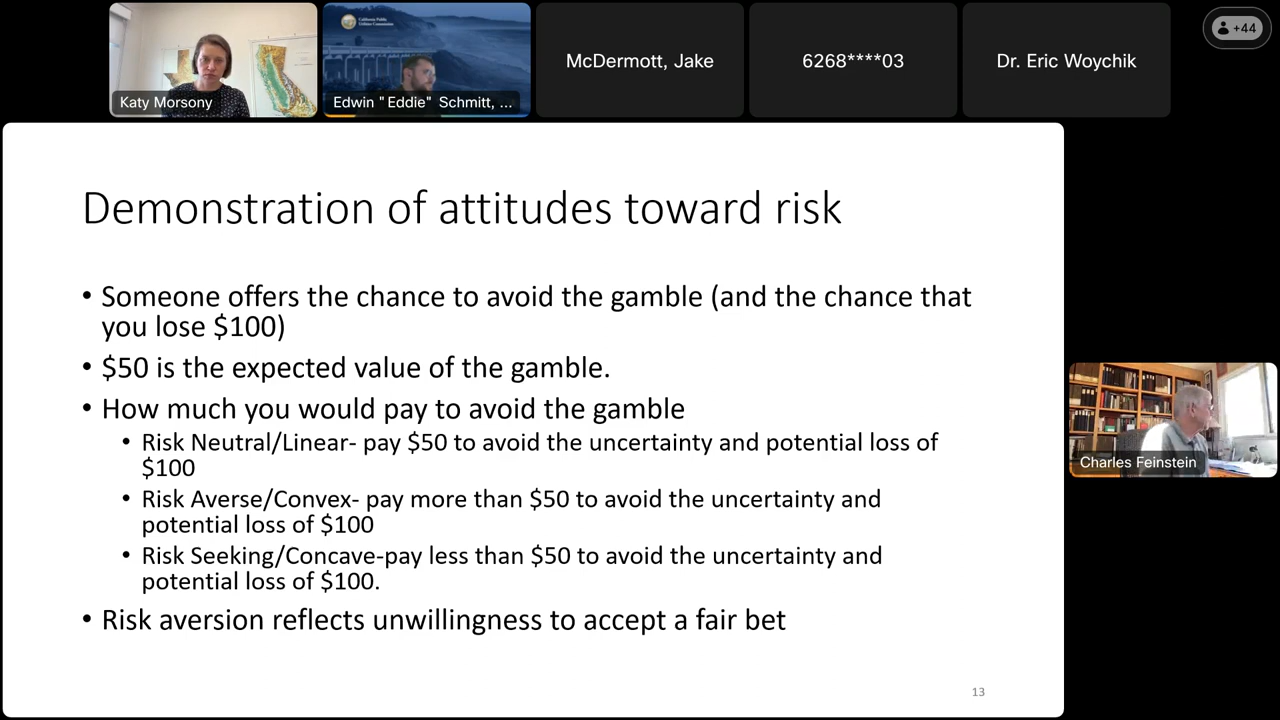 California Public
Utilities Commission
Katy Morsony
Edwin "Eddie" Schmitt, ...
McDermott, Jake
6268****03
Dr. Eric Woychik
+44
Demonstration of attitudes toward risk
• Someone offers the chance to avoid the gamble (and the chance that
you lose $100)
• $50 is the expected value of the gamble.
• How much you would pay to avoid the gamble
• Risk Neutral/Linear- pay $50 to avoid the uncertainty and potential loss of
$100
• Risk Averse/Convex- pay more than $50 to avoid the uncertainty and
potential loss of $100
• Risk Seeking/Concave-pay less than $50 to avoid the uncertainty and
potential loss of $100.
• Risk aversion reflects unwillingness to accept a fair bet
13
Charles Feinstein